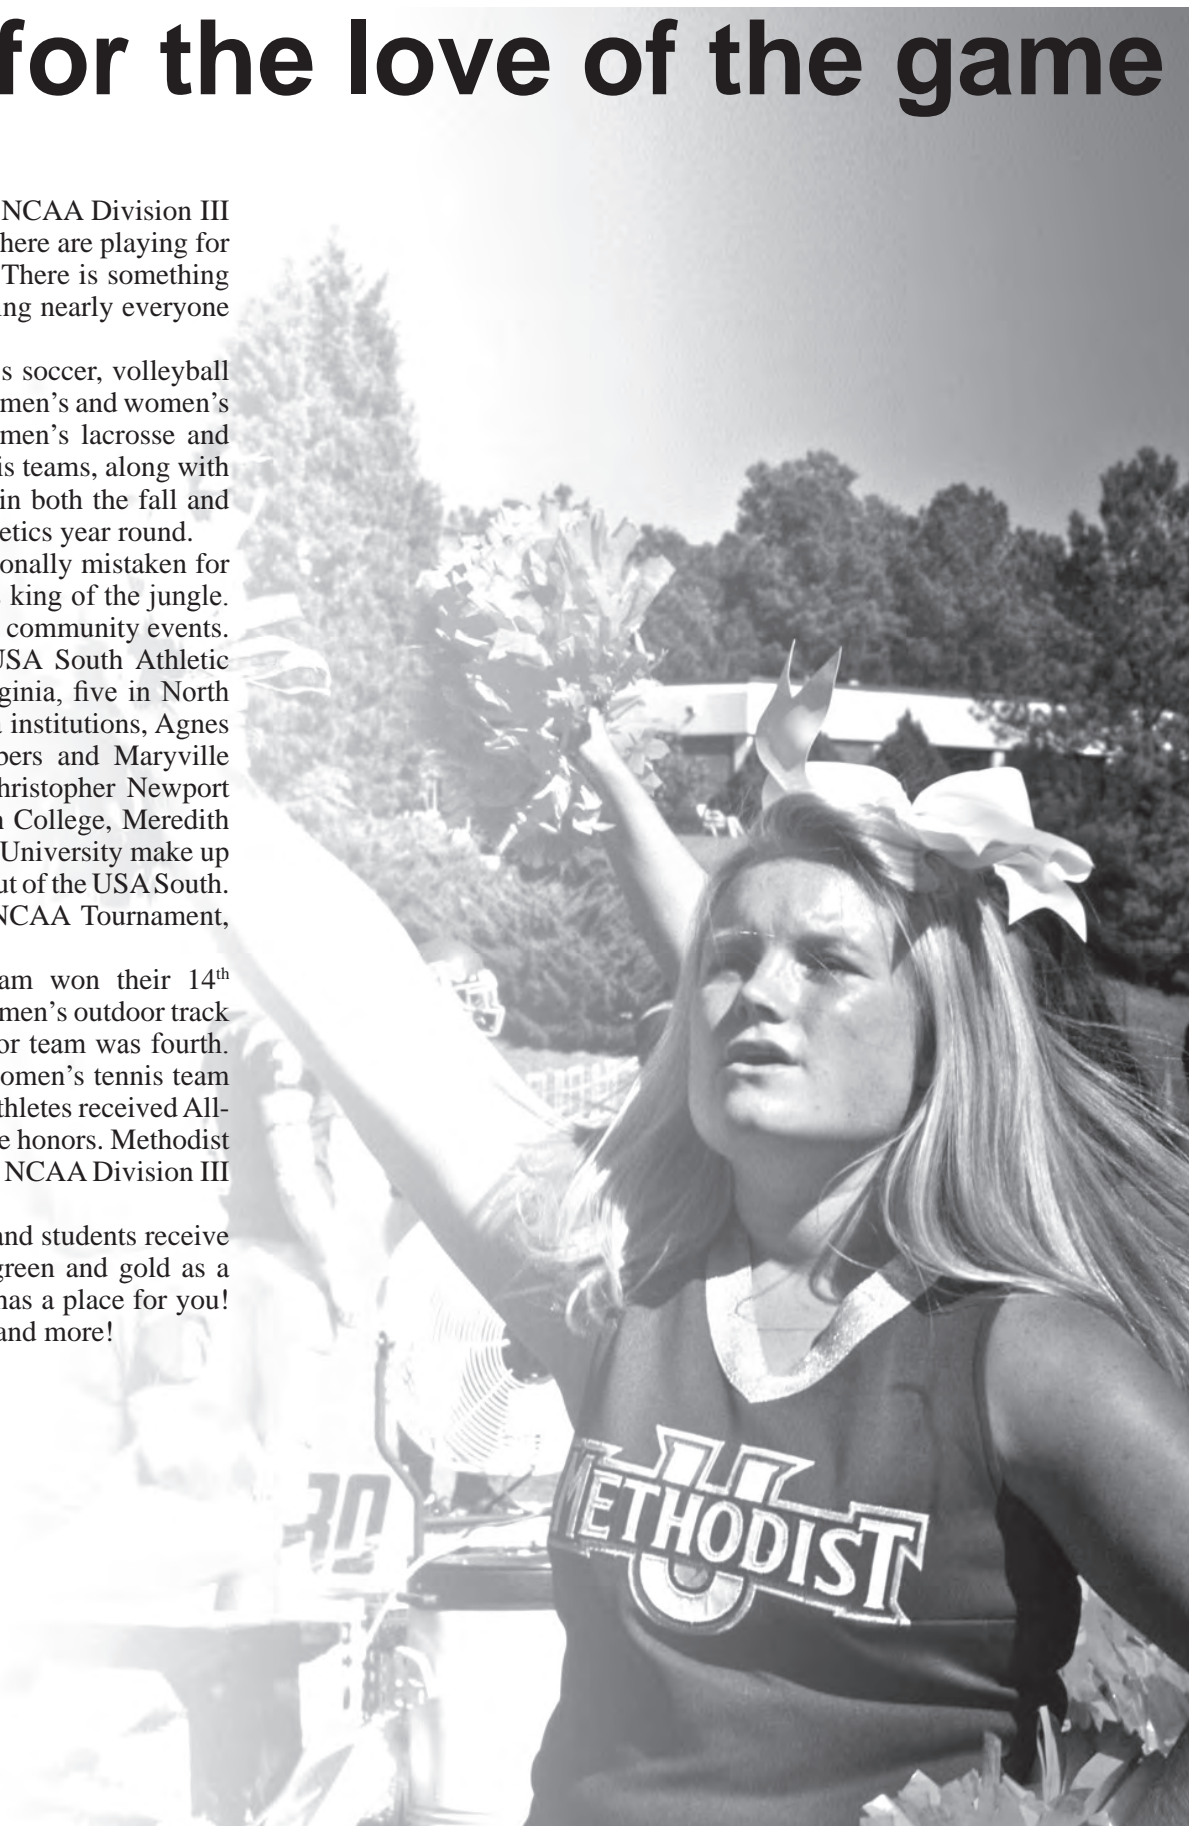 for the love of the game
NCAA Division III
here are playing for
There is something
ing nearly everyone
s soccer, volleyball
men's and women's
men's lacrosse and
is teams, along with
in both the fall and
etics year round.
onally mistaken for
king of the jungle.
community events.
USA South Athletic
ginia, five in North
institutions, Agnes
bers and Maryville
hristopher Newport
n College, Meredith
University make up
ut of the USA South.
NCAA Tournament,
am won their 14th
men's outdoor track
or team was fourth.
omen's tennis team
thletes received All-
e honors. Methodist
NCAA Division III
and students receive
green and gold as a
has a place for you!
and more!
30
U
METHODIST